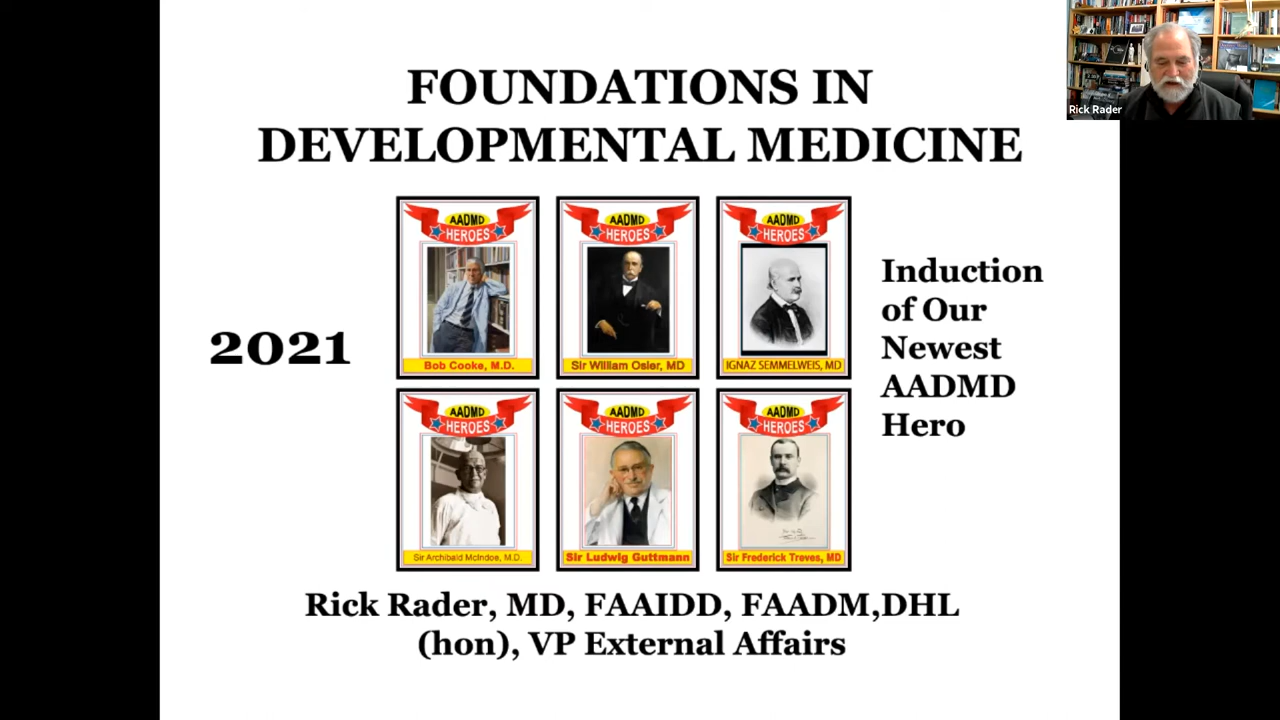 FOUNDATIONS IN
DEVELOPMENTAL MEDICINE
Rick Rader
2021
AADMD
HEROES
Bob Cooke, M.D.
AADMD
HEROES
Sir William Osler, MD
AADMD
HEROES
IGNAZ SEMMELWEIS, MD
Induction
of Our
Newest
AADMD
Hero
AADMD
HEROES
Sir Archibald McIndoe, M.D.
AADMD
HEROES
Sir Ludwig Guttmann
AADMD
HEROES
Sir Frederick Treves, MD
Rick Rader, MD, FAAIDD, FAADM,DHL
(hon), VP External Affairs